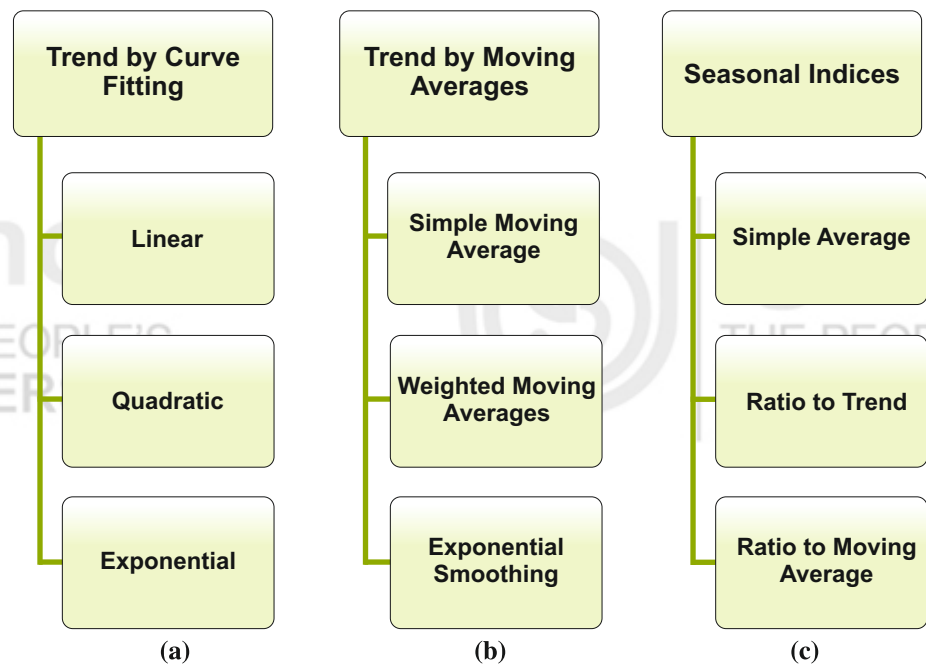 Trend by Curve
Fitting
Linear
Quadratic
Exponential
(a)
Trend by Moving
Averages
Simple Moving
Average
Weighted Moving
Averages
Exponential
Smoothing
(b)
Seasonal Indices
Simple Average
Ratio to Trend
Ratio to Moving
Average
(c)